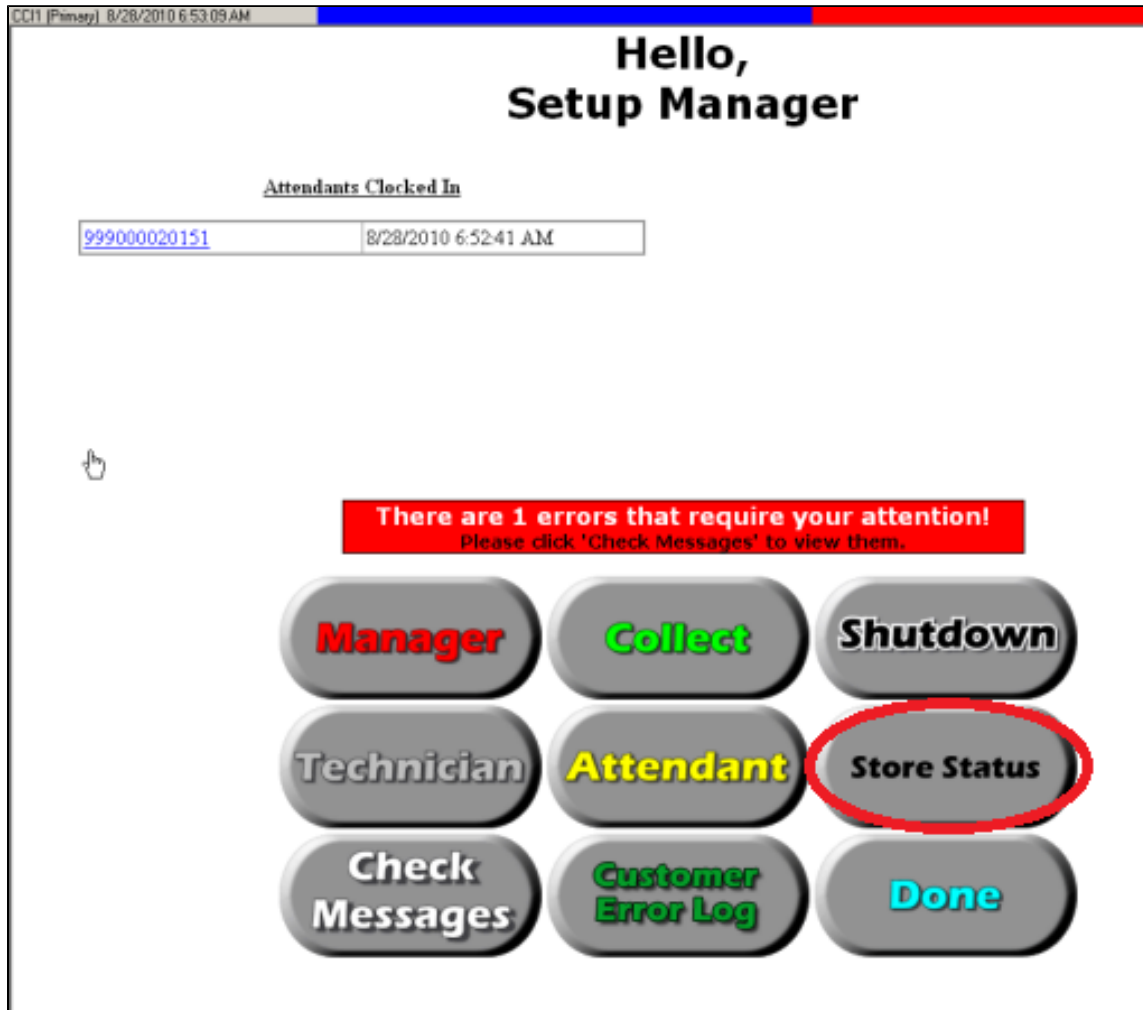 CCI1 (Primary) 8/28/2010 6:53:09 AM
Hello,
Setup Manager
Attendants Clocked In
999000020151 8/28/2010 6:52:41 AM
There are 1 errors that require your attention!
Please click 'Check Messages' to view them.
Manager Collect Shutdown
Technician Attendant Store Status
Check
Messages
Customer
Error Log
Done